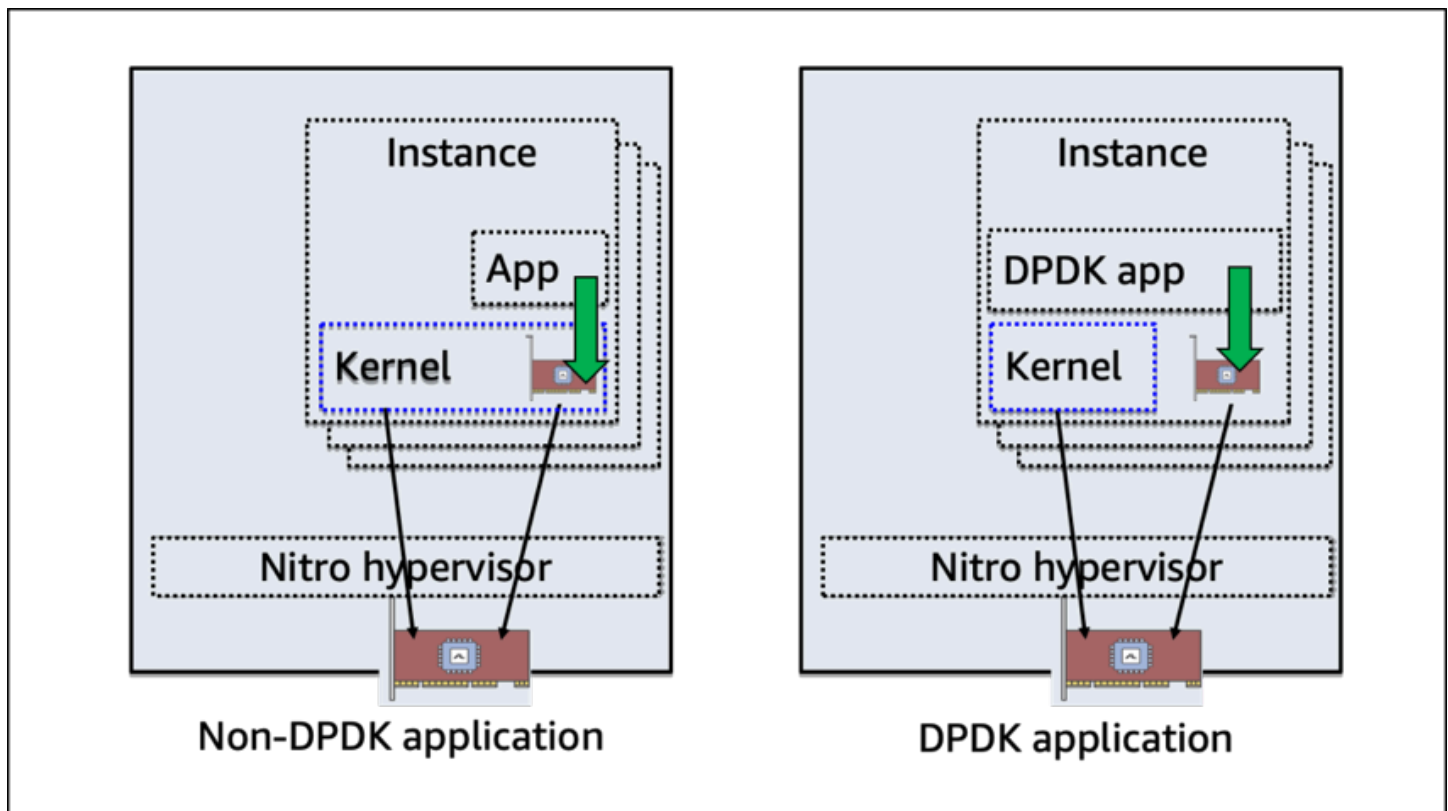 Instance
App
Kernel
Nitro hypervisor
Non-DPDK application
Instance
DPDK app
Kernel
Nitro hypervisor
DPDK application